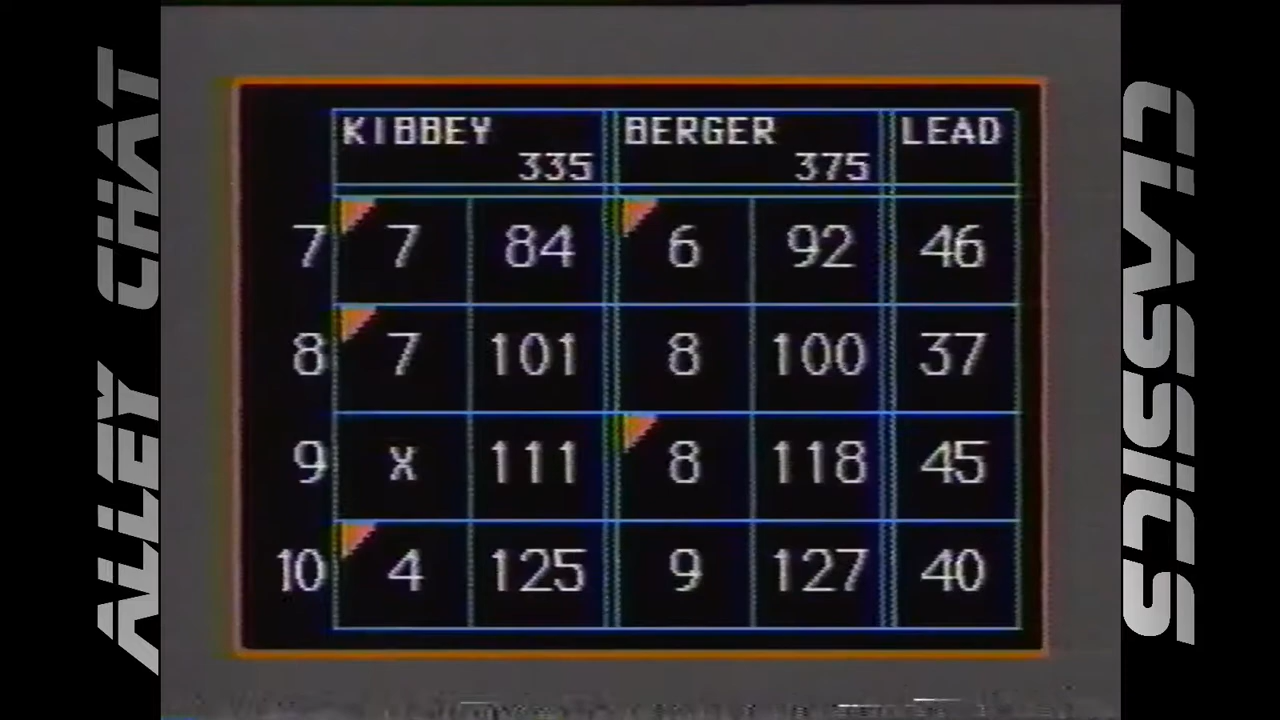 ALLEY CHAT
KIBBEY BERGER LEAD
335 375
7 7 84 6 92 46
8 7 101 8 100 37
9 X 111 8 118 45
10 4 125 9 127 40
CLASSICS